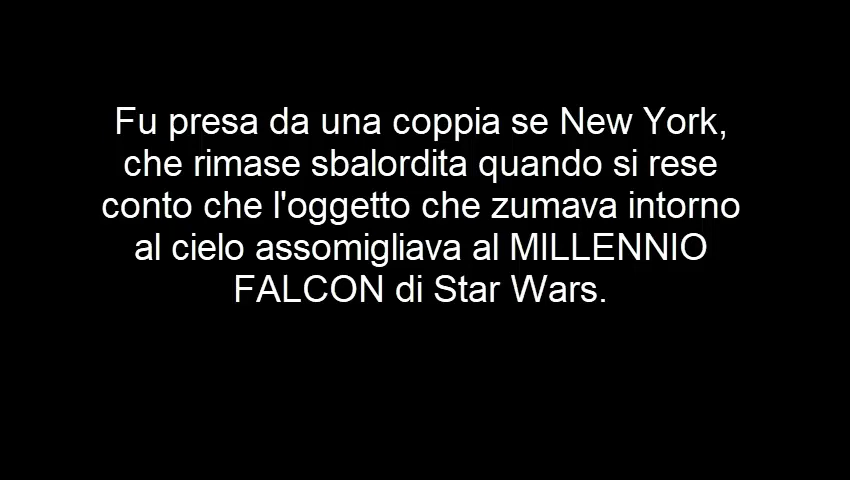 Fu presa da una coppia se New York,
che rimase sbalordita quando si rese
conto che l'oggetto che zumava intorno
al cielo assomigliava al MILLENNIO
FALCON di Star Wars.